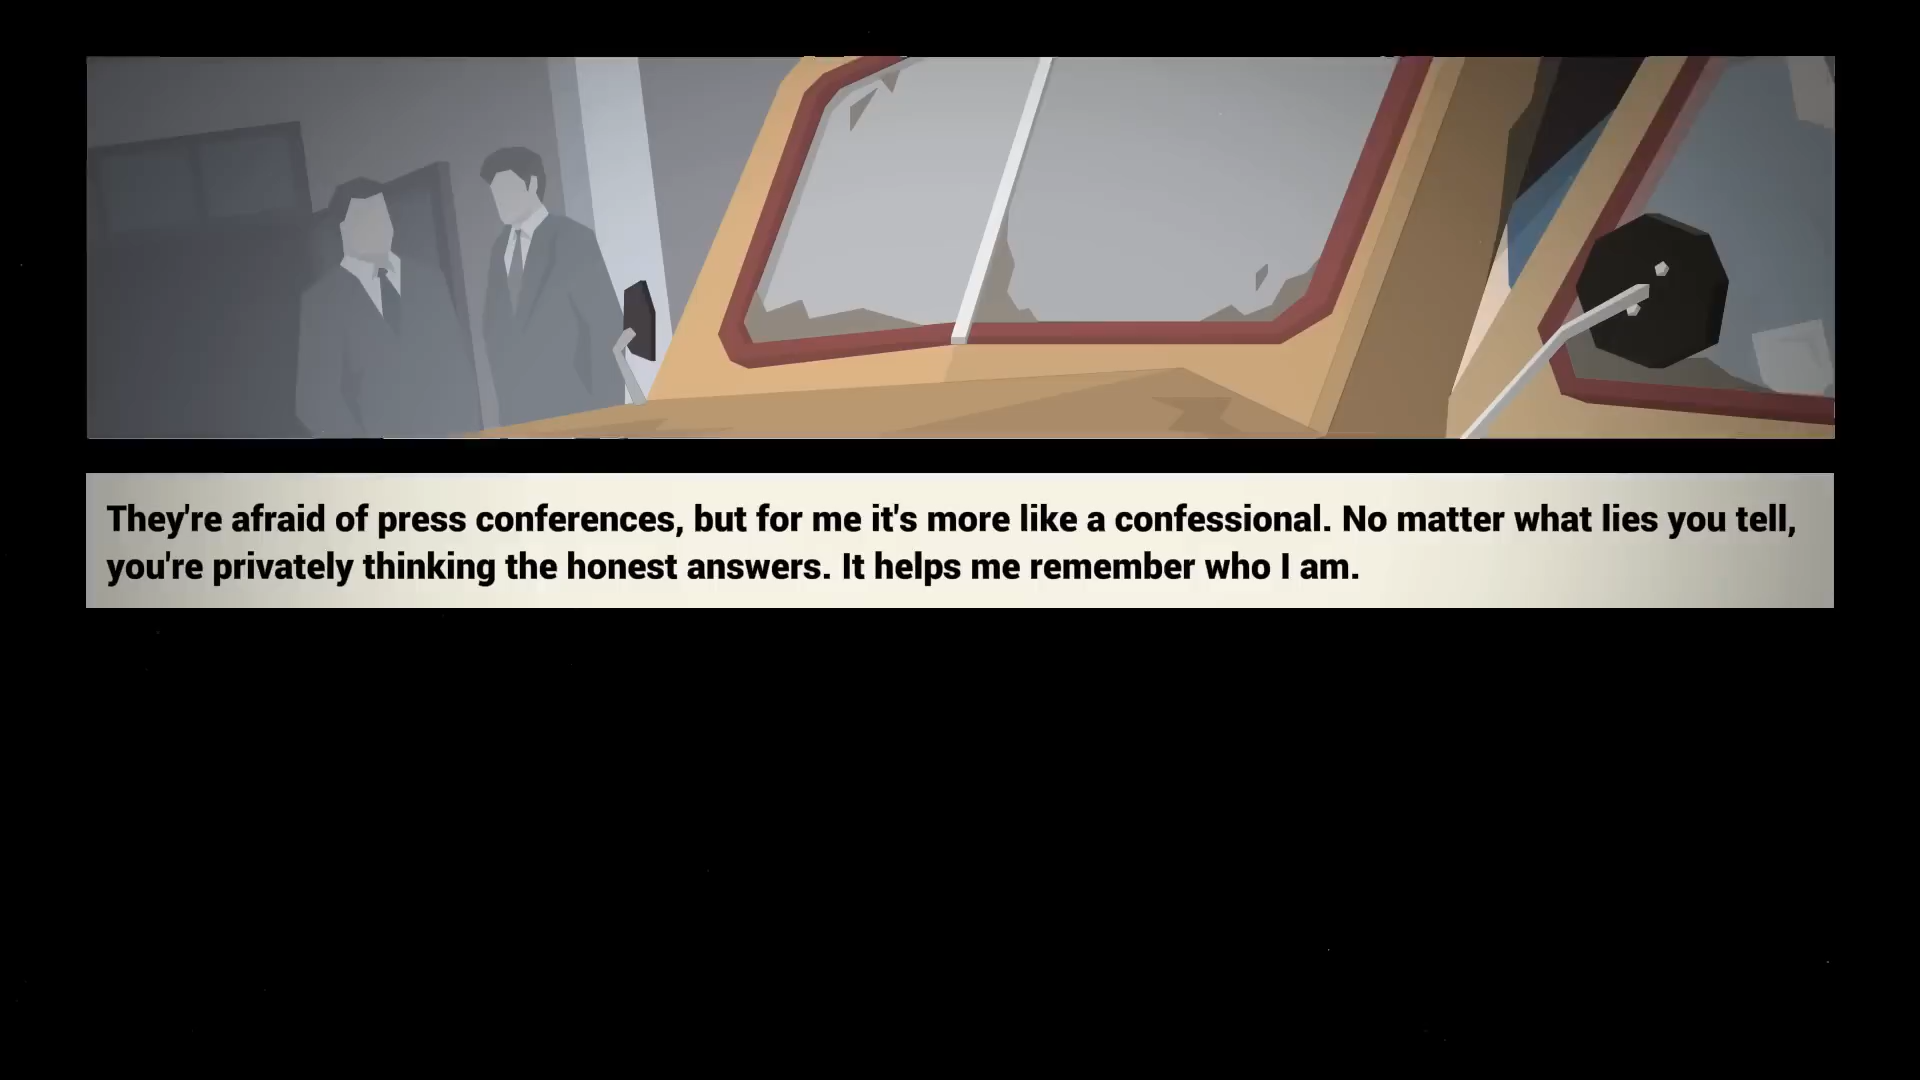 They're afraid of press conferences, but for me it's more like a confessional. No matter what lies you tell,
you're privately thinking the honest answers. It helps me remember who I am.